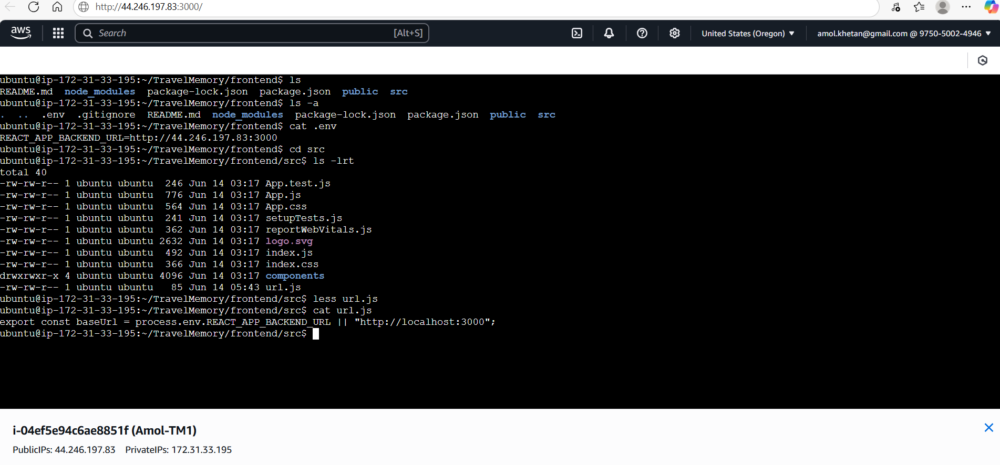 http://44.246.197.83:3000/
aws Search [Alt+S] United States (Oregon) ▼ amol.khetan@gmail.com @ 9750-5002-4946 ▼
ubuntu@ip-172-31-33-195:~/TravelMemory/frontend$ ls
README.md  node_modules  package-lock.json  package.json  public  src
ubuntu@ip-172-31-33-195:~/TravelMemory/frontend$ ls -a
.  ..  .env  .gitignore  README.md  node_modules  package-lock.json  package.json  public  src
ubuntu@ip-172-31-33-195:~/TravelMemory/frontend$ cat .env
REACT_APP_BACKEND_URL=http://44.246.197.83:3000
ubuntu@ip-172-31-33-195:~/TravelMemory/frontend$ cd src
ubuntu@ip-172-31-33-195:~/TravelMemory/frontend/src$ ls -lrt
total 40
-rw-rw-r-- 1 ubuntu ubuntu  246 Jun 14 03:17 App.test.js
-rw-rw-r-- 1 ubuntu ubuntu  776 Jun 14 03:17 App.js
-rw-rw-r-- 1 ubuntu ubuntu  564 Jun 14 03:17 App.css
-rw-rw-r-- 1 ubuntu ubuntu  241 Jun 14 03:17 setupTests.js
-rw-rw-r-- 1 ubuntu ubuntu  362 Jun 14 03:17 reportWebVitals.js
-rw-rw-r-- 1 ubuntu ubuntu 2632 Jun 14 03:17 logo.svg
-rw-rw-r-- 1 ubuntu ubuntu  492 Jun 14 03:17 index.js
-rw-rw-r-- 1 ubuntu ubuntu  366 Jun 14 03:17 index.css
drwxrwxr-x 4 ubuntu ubuntu 4096 Jun 14 03:17 components
-rw-rw-r-- 1 ubuntu ubuntu   85 Jun 14 05:43 url.js
ubuntu@ip-172-31-33-195:~/TravelMemory/frontend/src$ less url.js
ubuntu@ip-172-31-33-195:~/TravelMemory/frontend/src$ cat url.js
export const baseUrl = process.env.REACT_APP_BACKEND_URL || "http://localhost:3000";
ubuntu@ip-172-31-33-195:~/TravelMemory/frontend/src$
i-04ef5e94c6ae8851f (Amol-TM1)
PublicIPs: 44.246.197.83 PrivateIPs: 172.31.33.195